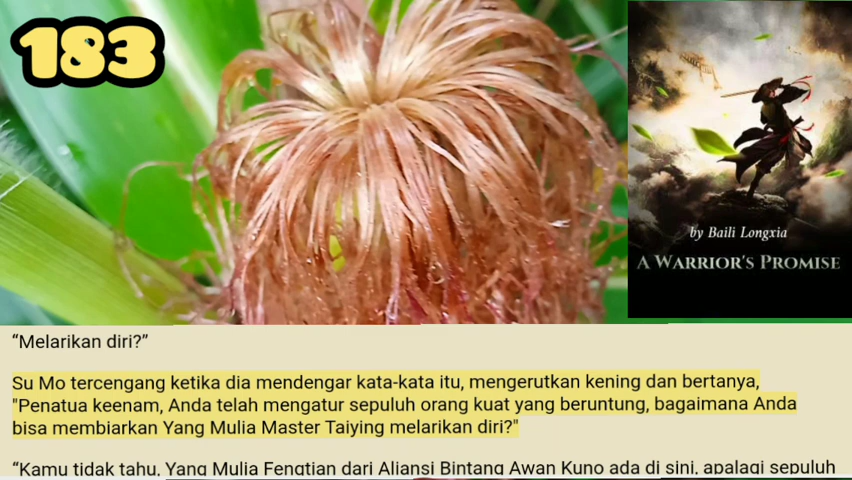 183
by Baili Longxia
A WARRIOR'S PROMISE
“Melarikan diri?”
Su Mo tercengang ketika dia mendengar kata-kata itu, mengerutkan kening dan bertanya,
"Penatua keenam, Anda telah mengatur sepuluh orang kuat yang beruntung, bagaimana Anda
bisa membiarkan Yang Mulia Master Taiying melarikan diri?"
“Kamu tidak tahu, Yang Mulia Fengtian dari Aliansi Bintang Awan Kuno ada di sini, apalagi sepuluh